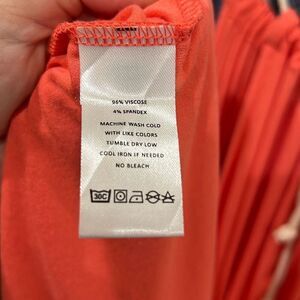 96% VISCOSE
4% SPANDEX
MACHINE WASH COLD
WITH LIKE COLORS
TUMBLE DRY LOW
COOL IRON IF NEEDED
NO BLEACH
30C